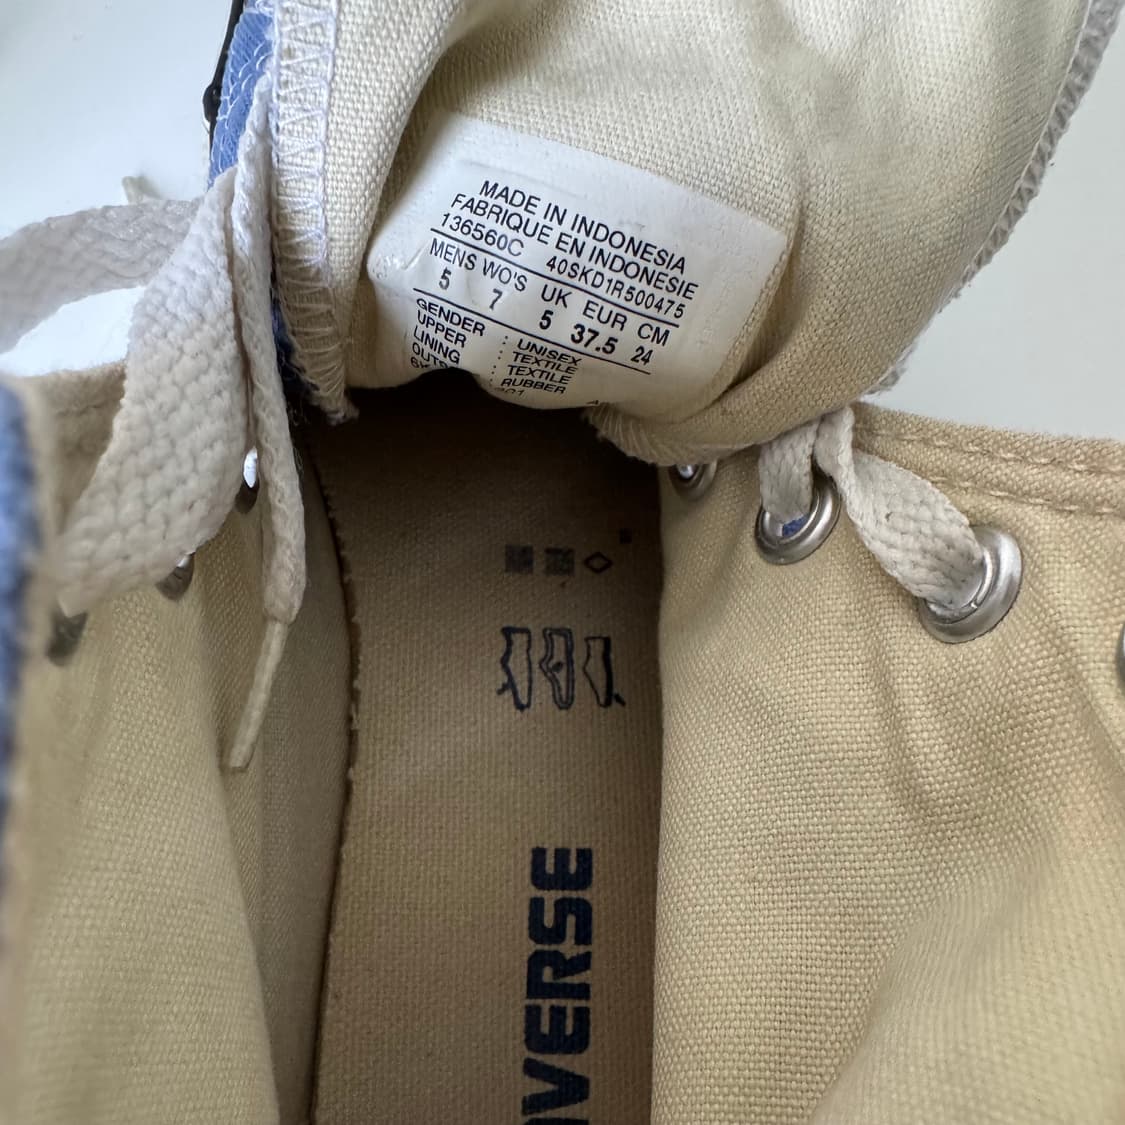 MADE IN INDONESIA
FABRIQUE EN INDONESIE
136560C 40SKD1R500475
MENS WO'S UK EUR CM
5 7 5 37.5 24
GENDER : UNISEX
UPPER : TEXTILE
LINING : TEXTILE
: RUBBER
VERSE